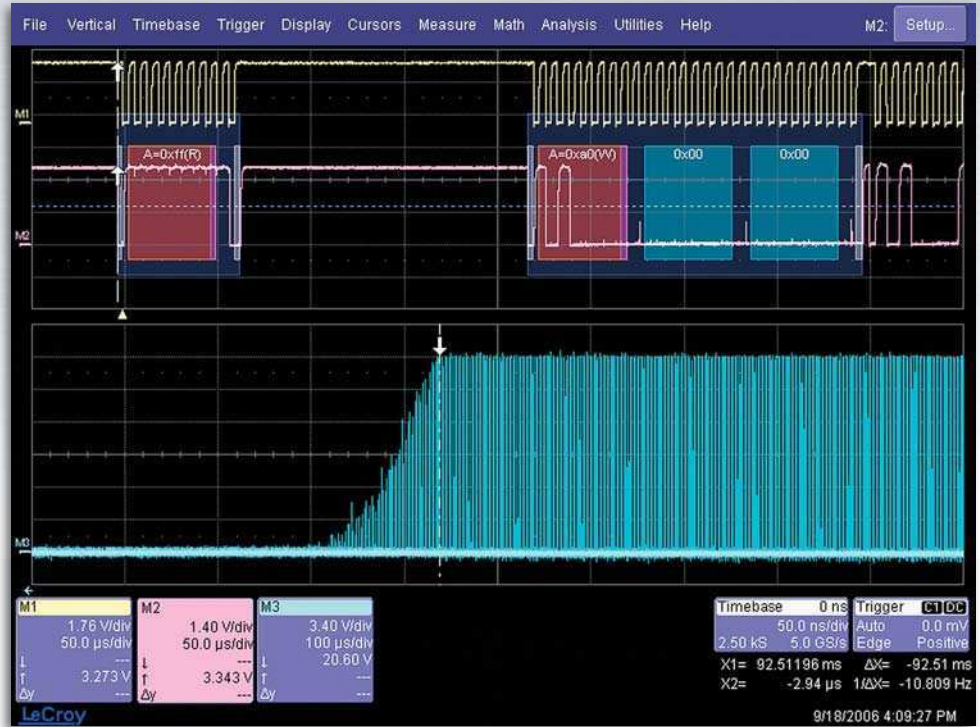 File Vertical Timebase Trigger Display Cursors Measure Math Analysis Utilities Help M2: Setup...
M1
A=0xff(R) A=0xa0(W) 0x00 0x00
M2
M3
M1
1.76 V/div
50.0 µs/div
---
3.273 V
Δy ---
M2
1.40 V/div
50.0 µs/div
---
3.343 V
Δy ---
M3
3.40 V/div
100 µs/div
20.60 V
---
Δy ---
Timebase 0 ns
50.0 ns/div
2.50 kS 5.0 GS/s
Trigger C1 DC
Auto 0.0 mV
Edge Positive
X1= 92.51196 ms ΔX= -92.51 ms
X2= -2.94 µs 1/ΔX= -10.809 Hz
LeCroy
9/18/2006 4:09:27 PM